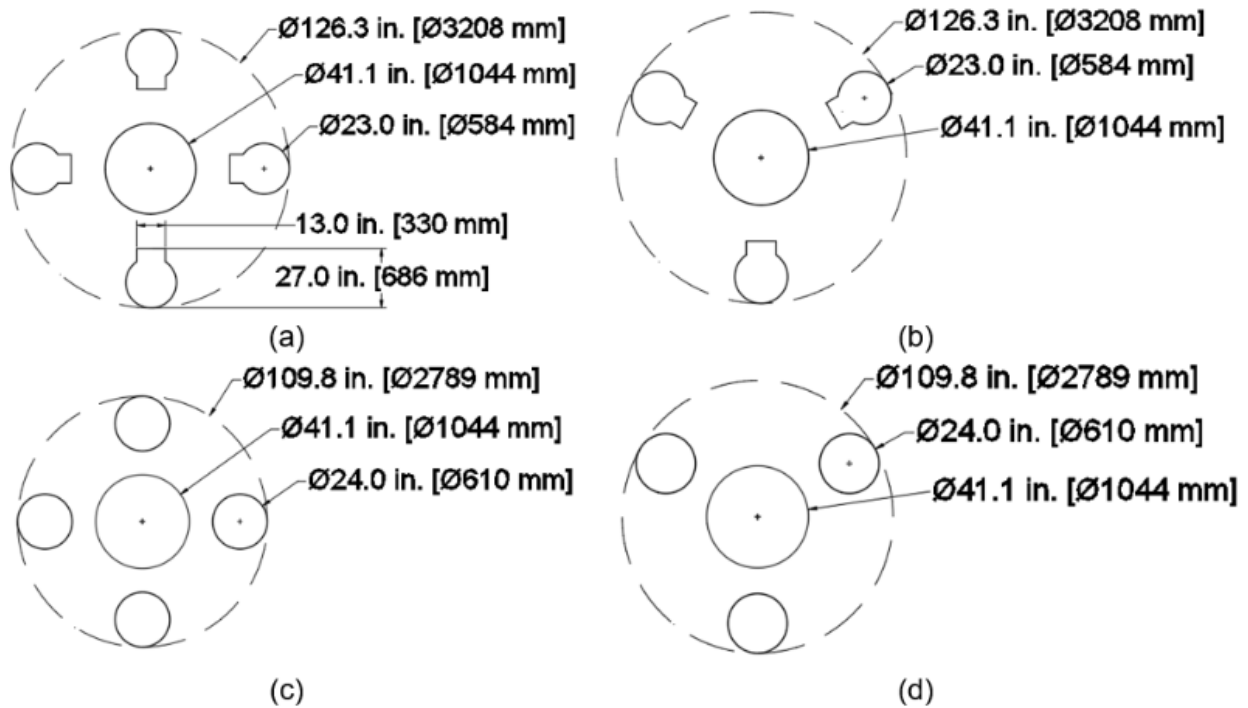 Ø126.3 in. [Ø3208 mm]
Ø41.1 in. [Ø1044 mm]
Ø23.0 in. [Ø584 mm]
13.0 in. [330 mm]
27.0 in. [686 mm]
(a)
Ø126.3 in. [Ø3208 mm]
Ø23.0 in. [Ø584 mm]
Ø41.1 in. [Ø1044 mm]
(b)
Ø109.8 in. [Ø2789 mm]
Ø41.1 in. [Ø1044 mm]
Ø24.0 in. [Ø610 mm]
(c)
Ø109.8 in. [Ø2789 mm]
Ø24.0 in. [Ø610 mm]
Ø41.1 in. [Ø1044 mm]
(d)